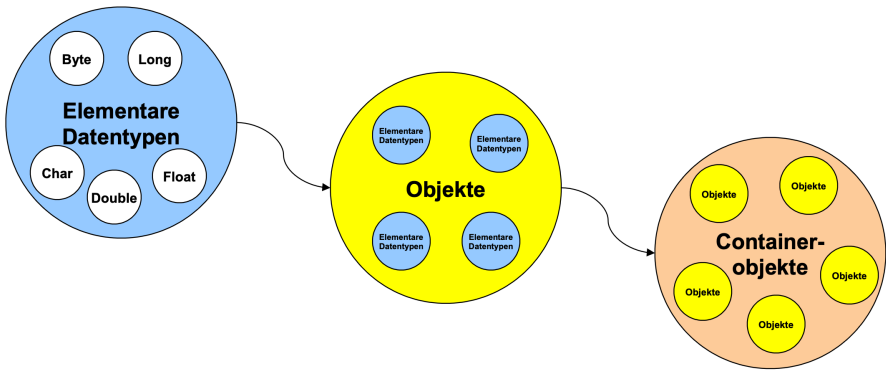 Byte
Long
Elementare
Datentypen
Char
Double
Float
Elementare
Datentypen
Elementare
Datentypen
Objekte
Elementare
Datentypen
Elementare
Datentypen
Objekte
Objekte
Container-
objekte
Objekte
Objekte
Objekte